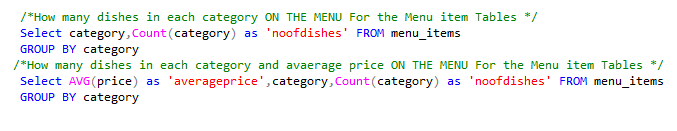 /*How many dishes in each category ON THE MENU For the Menu item Tables */
Select category,Count(category) as 'noofdishes' FROM menu_items
GROUP BY category
/*How many dishes in each category and avaerage price ON THE MENU For the Menu item Tables */
Select AVG(price) as 'averageprice',category,Count(category) as 'noofdishes' FROM menu_items
GROUP BY category